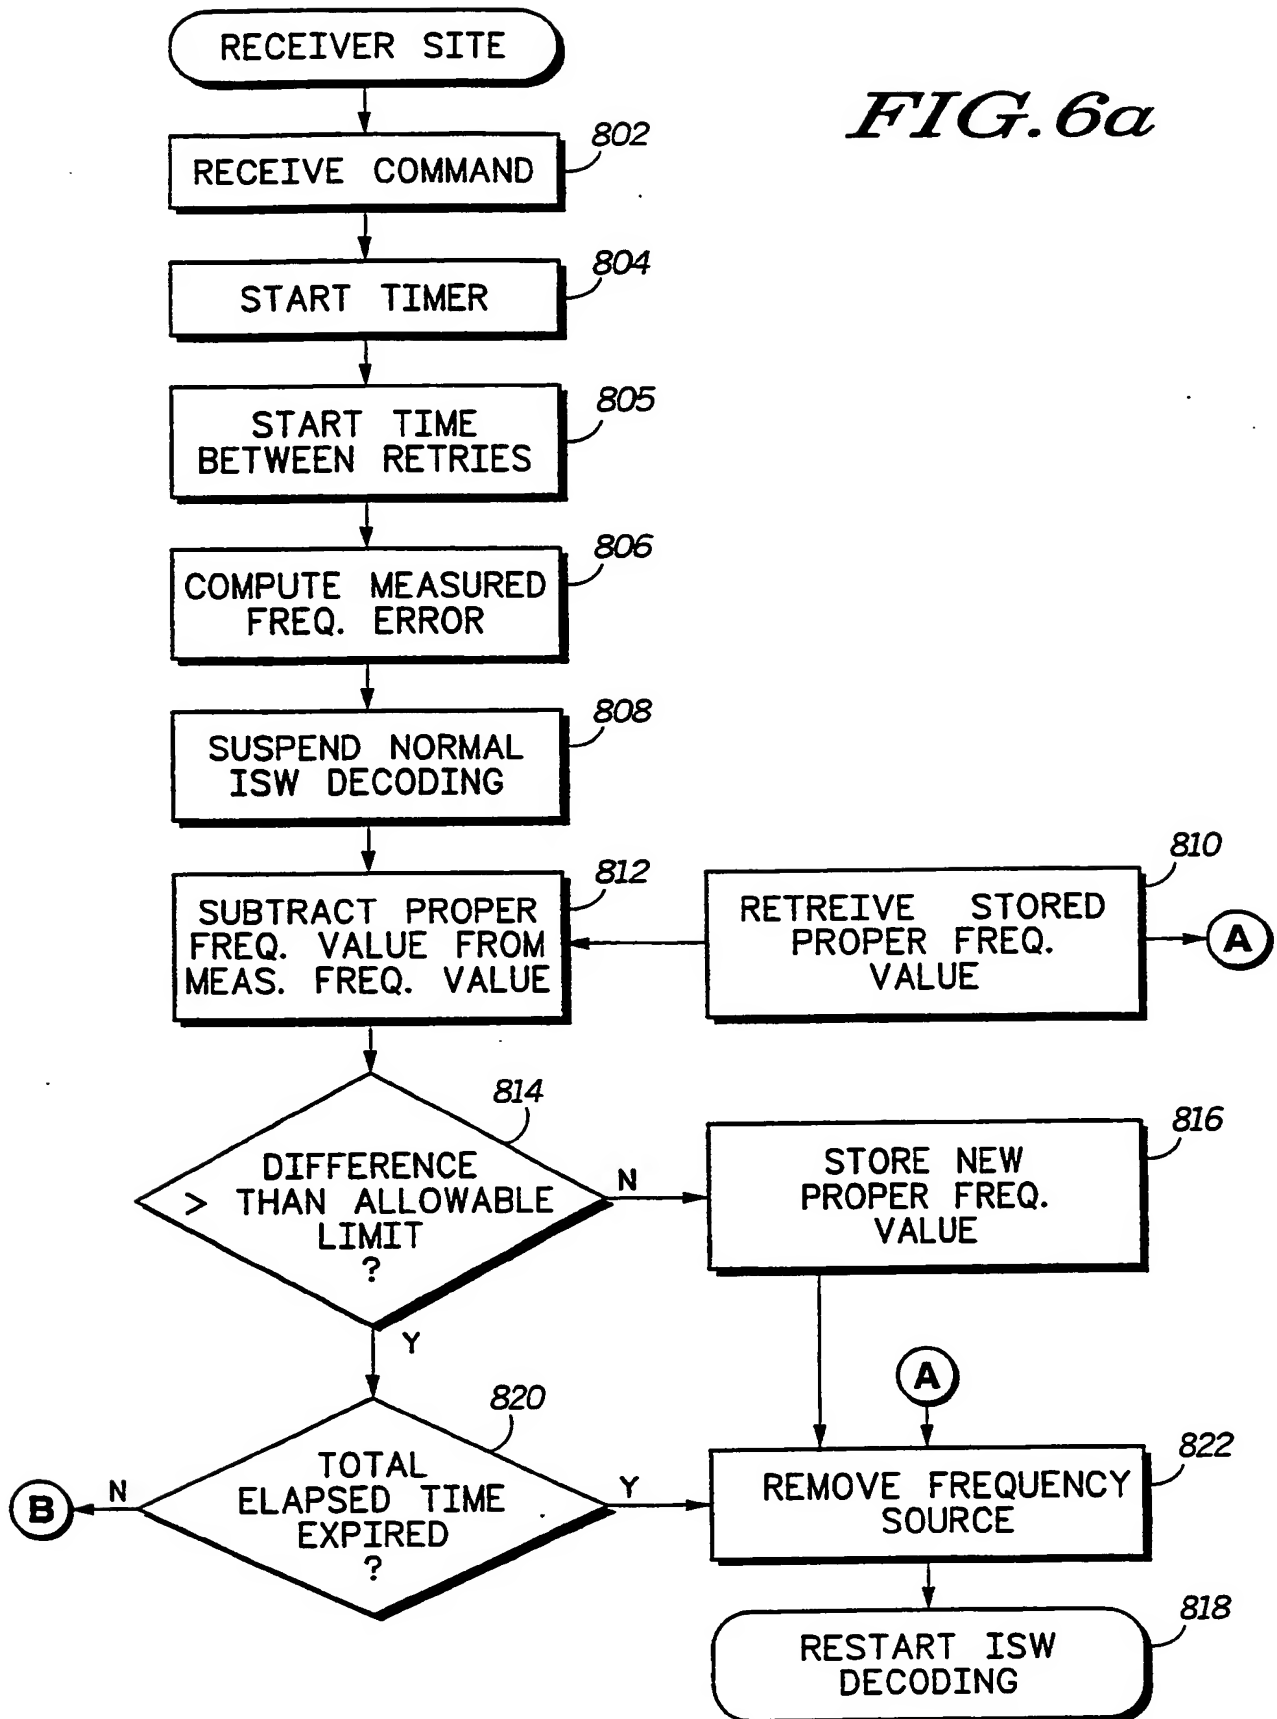 RECEIVER SITE
FIG.6a
802
RECEIVE COMMAND
804
START TIMER
805
START TIME
BETWEEN RETRIES
806
COMPUTE MEASURED
FREQ. ERROR
808
SUSPEND NORMAL
ISW DECODING
812
SUBTRACT PROPER
FREQ. VALUE FROM
MEAS. FREQ. VALUE
810
RETREIVE STORED
PROPER FREQ.
VALUE
A
814
DIFFERENCE
> THAN ALLOWABLE
LIMIT
?
N
Y
816
STORE NEW
PROPER FREQ.
VALUE
A
820
TOTAL
ELAPSED TIME
EXPIRED
?
N
B
Y
822
REMOVE FREQUENCY
SOURCE
818
RESTART ISW
DECODING